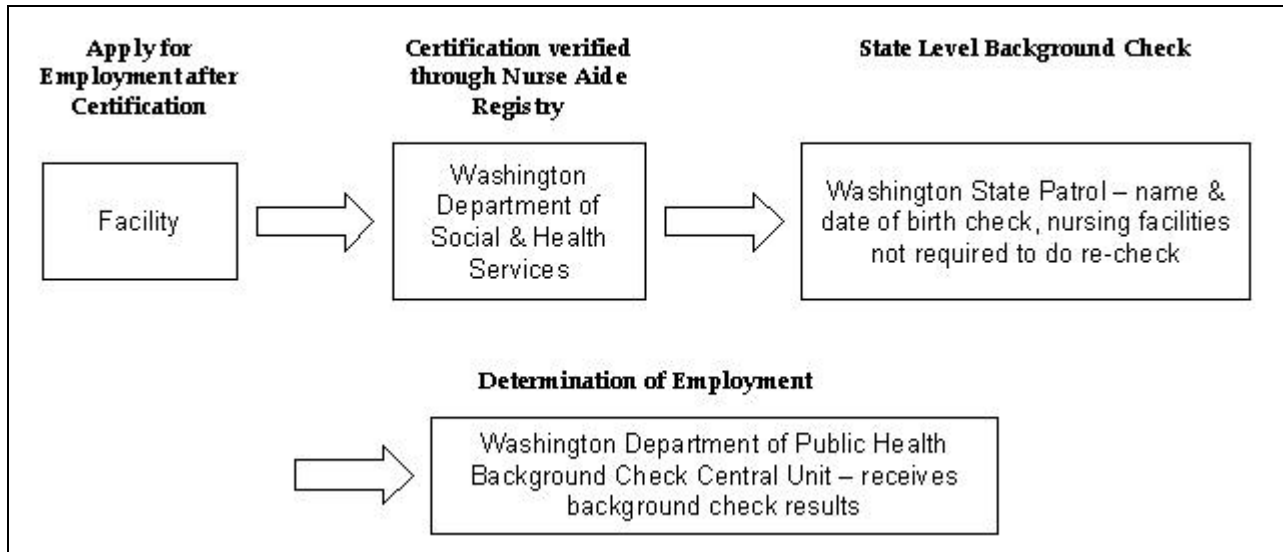 Apply for
Employment after
Certification
Certification verified
through Nurse Aide
Registry
State Level Background Check
Facility
Washington
Department of
Social & Health
Services
Washington State Patrol – name &
date of birth check, nursing facilities
not required to do re-check
Determination of Employment
Washington Department of Public Health
Background Check Central Unit – receives
background check results